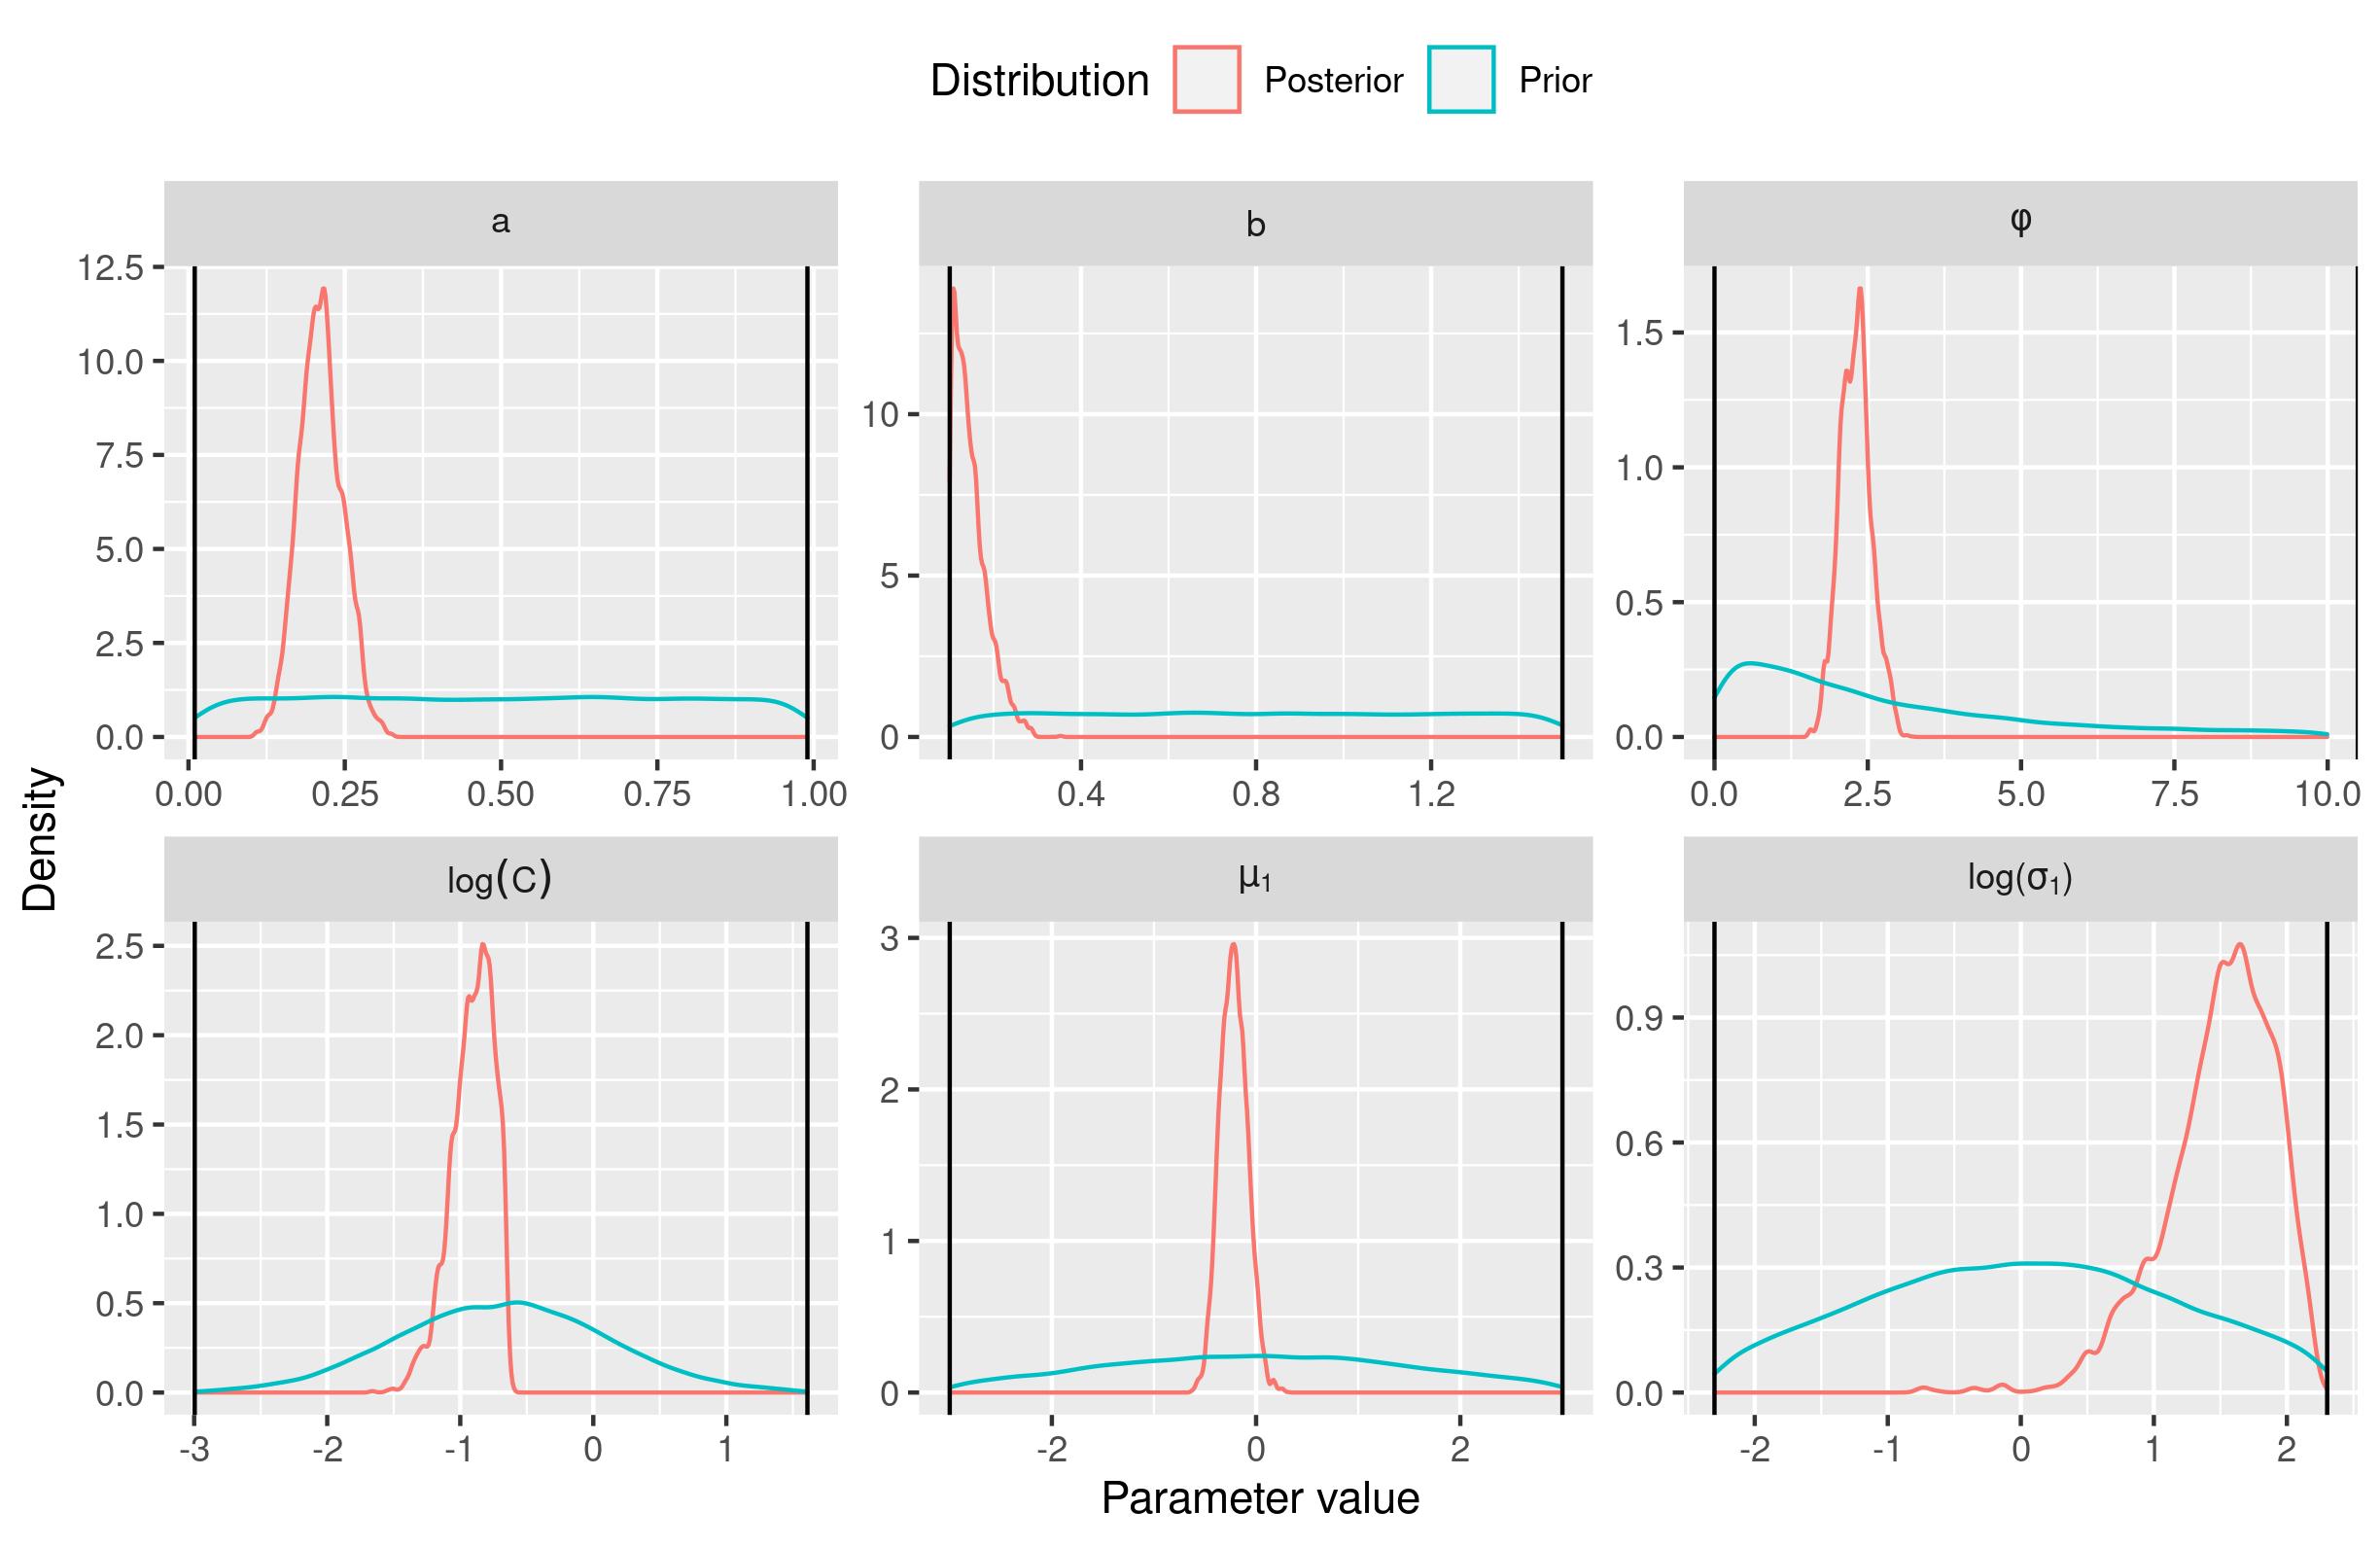 Distribution Posterior Prior
a b φ
12.5
10.0
7.5
5.0
2.5
0.0
0.00 0.25 0.50 0.75 1.00
10
5
0
0.4 0.8 1.2
1.5
1.0
0.5
0.0
0.0 2.5 5.0 7.5 10.0
log(C) μ₁ log(σ₁)
2.5
2.0
1.5
1.0
0.5
0.0
-3 -2 -1 0 1
3
2
1
0
-2 0 2
0.9
0.6
0.3
0.0
-2 -1 0 1 2
Density
Parameter value